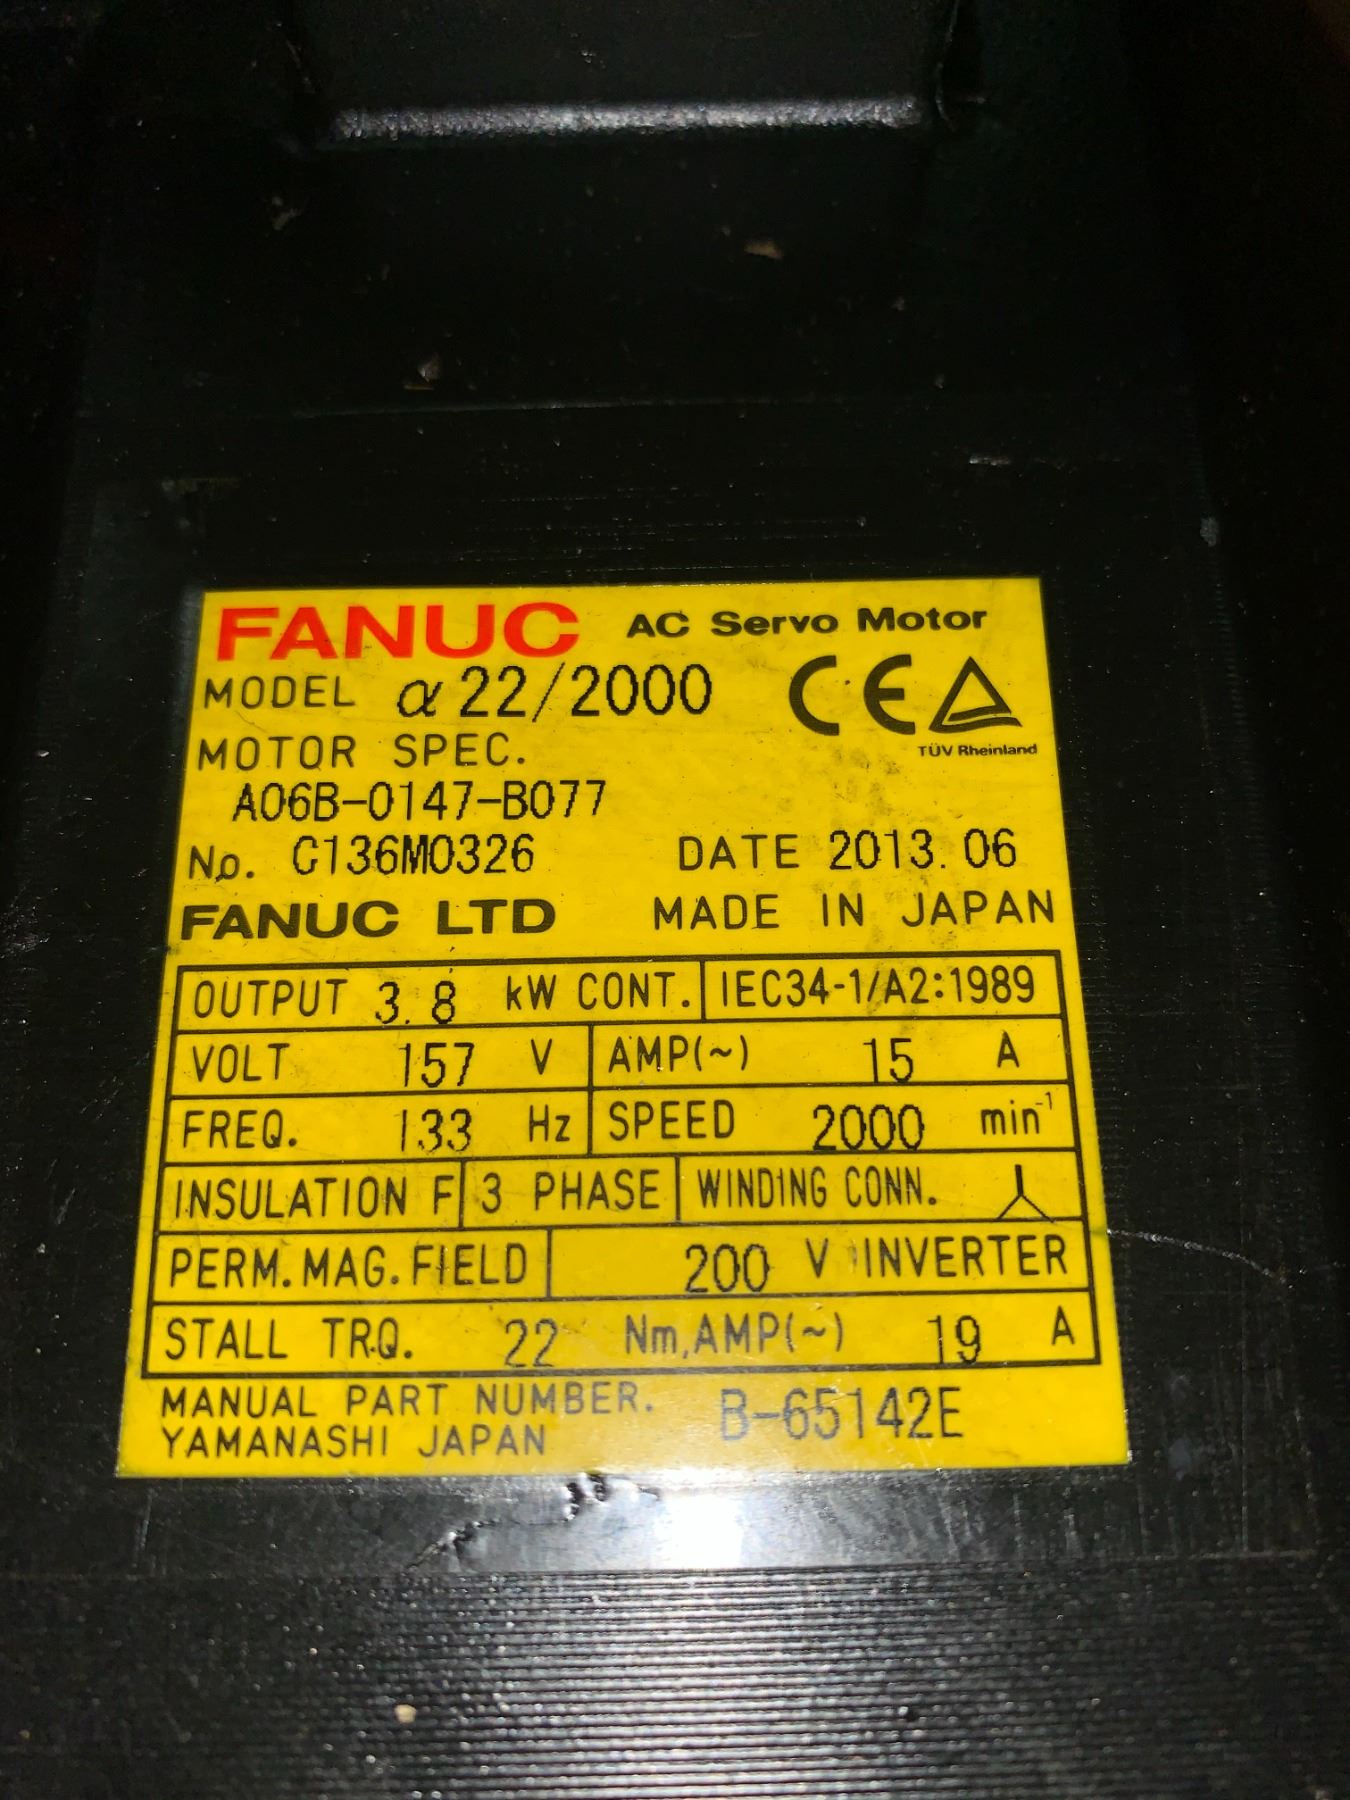 FANUC AC Servo Motor
MODEL α22/2000 CE
TÜV Rheinland
MOTOR SPEC.
A06B-0147-B077
No. C136M0326 DATE 2013.06
FANUC LTD MADE IN JAPAN
OUTPUT 3.8 kW CONT. IEC34-1/A2:1989
VOLT 157 V AMP(~) 15 A
FREQ. 133 Hz SPEED 2000 min⁻¹
INSULATION F 3 PHASE WINDING CONN.
PERM.MAG.FIELD 200 V INVERTER
STALL TRQ. 22 Nm,AMP(~) 19 A
MANUAL PART NUMBER. B-65142E
YAMANASHI JAPAN